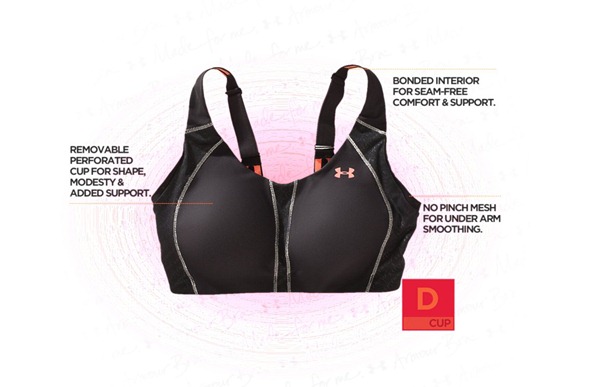 BONDED INTERIOR
FOR SEAM-FREE
COMFORT & SUPPORT.
REMOVABLE
PERFORATED
CUP FOR SHAPE,
MODESTY &
ADDED SUPPORT.
NO PINCH MESH
FOR UNDER ARM
SMOOTHING.
D
CUP